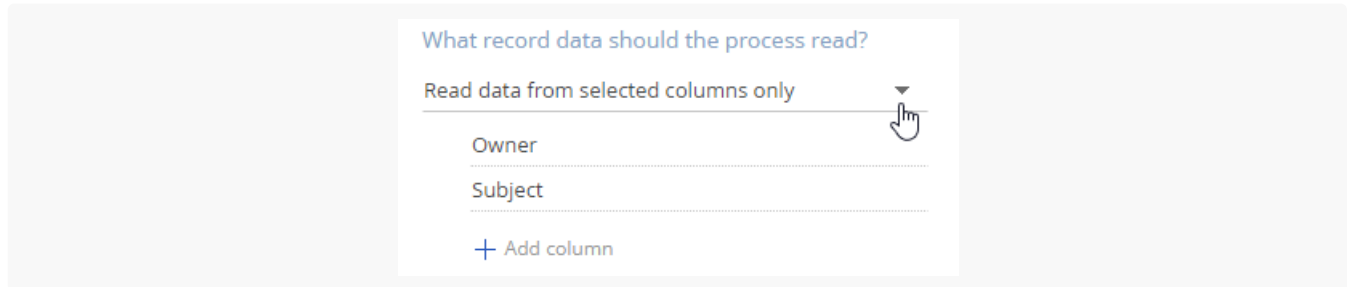 What record data should the process read?
Read data from selected columns only
Owner
Subject
Add column